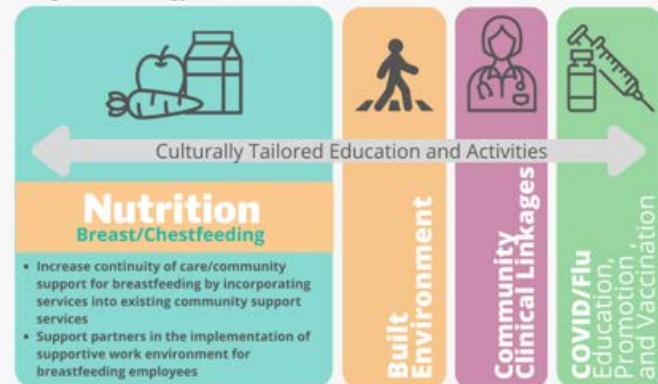 Culturally Tailored Education and Activities
Nutrition
Breast/Chestfeeding
• Increase continuity of care/community
support for breastfeeding by incorporating
services into existing community support
services
• Support partners in the implementation of
supportive work environment for
breastfeeding employees
Built
Environment
Community
Clinical Linkages
COVID/Flu
Education,
Promotion ,
and Vaccination